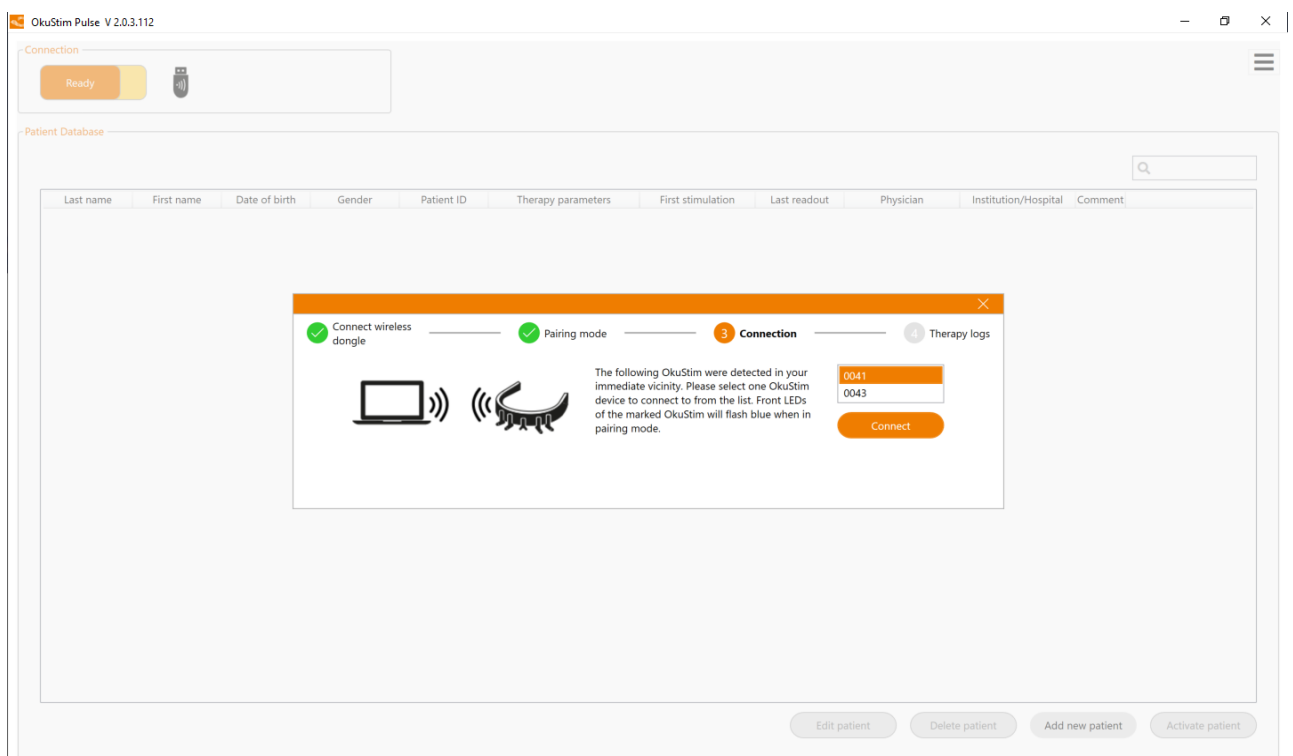 OkuStim Pulse V 2.0.3.112
Connection
Ready
Patient Database
Last name First name Date of birth Gender Patient ID Therapy parameters First stimulation Last readout Physician Institution/Hospital Comment
Connect wireless
dongle
Pairing mode
3 Connection
4 Therapy logs
The following OkuStim were detected in your
immediate vicinity. Please select one OkuStim
device to connect to from the list. Front LEDs
of the marked OkuStim will flash blue when in
pairing mode.
0041
0043
Connect
Edit patient Delete patient Add new patient Activate patient